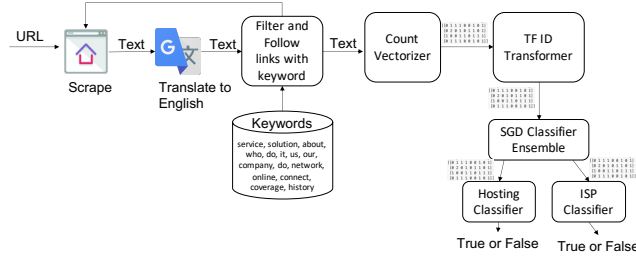 URL
Scrape
Text
Translate to
English
Text
Filter and
Follow
links with
keyword
Keywords
service, solution, about,
who, do, it, us, our,
company, do, network,
online, connect,
coverage, history
Text
Count
Vectorizer
TF ID
Transformer
SGD Classifier
Ensemble
Hosting
Classifier
ISP
Classifier
True or False
True or False